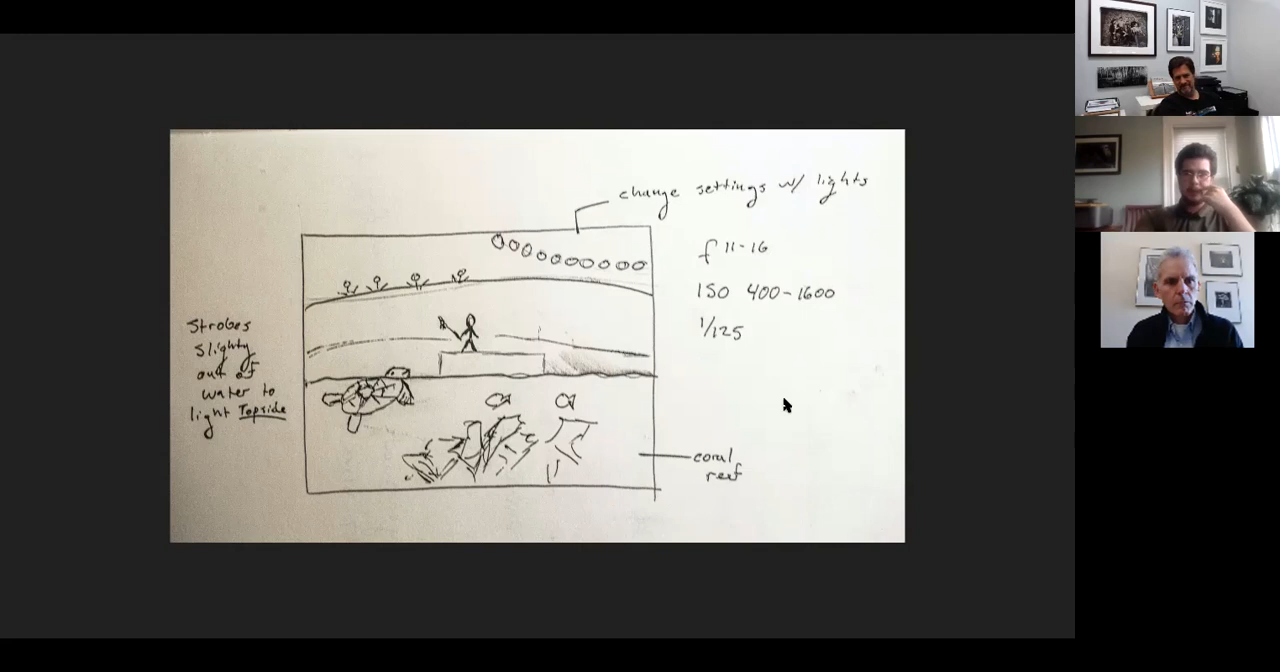 change settings w/ lights
f 11-16
ISO 400-1600
1/125
Strobes
slighty
out of
water to
light Topside
coral
reef